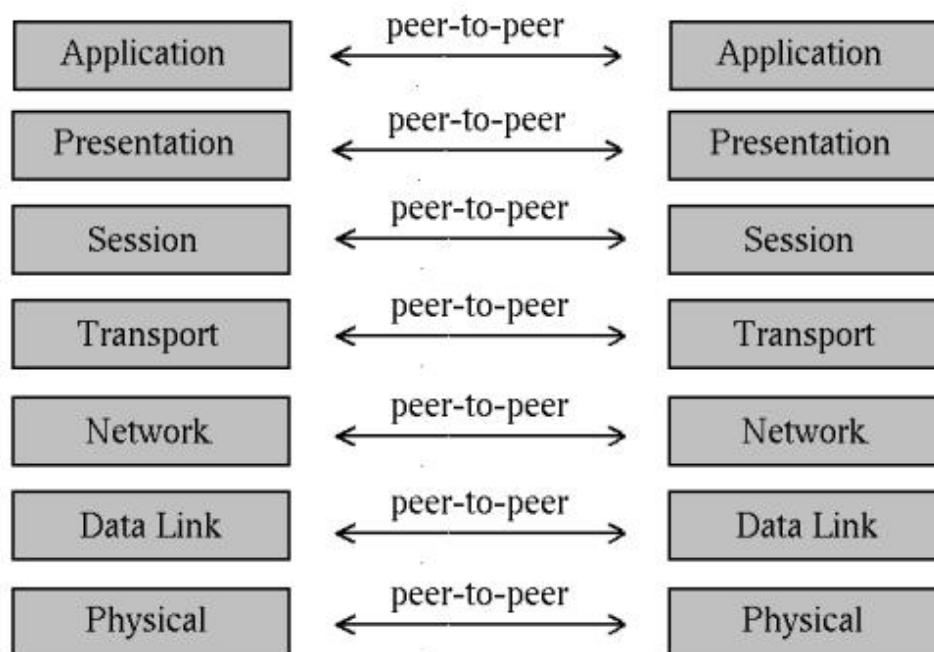 peer-to-peer
Application Application
peer-to-peer
Presentation Presentation
peer-to-peer
Session Session
peer-to-peer
Transport Transport
peer-to-peer
Network Network
peer-to-peer
Data Link Data Link
peer-to-peer
Physical Physical